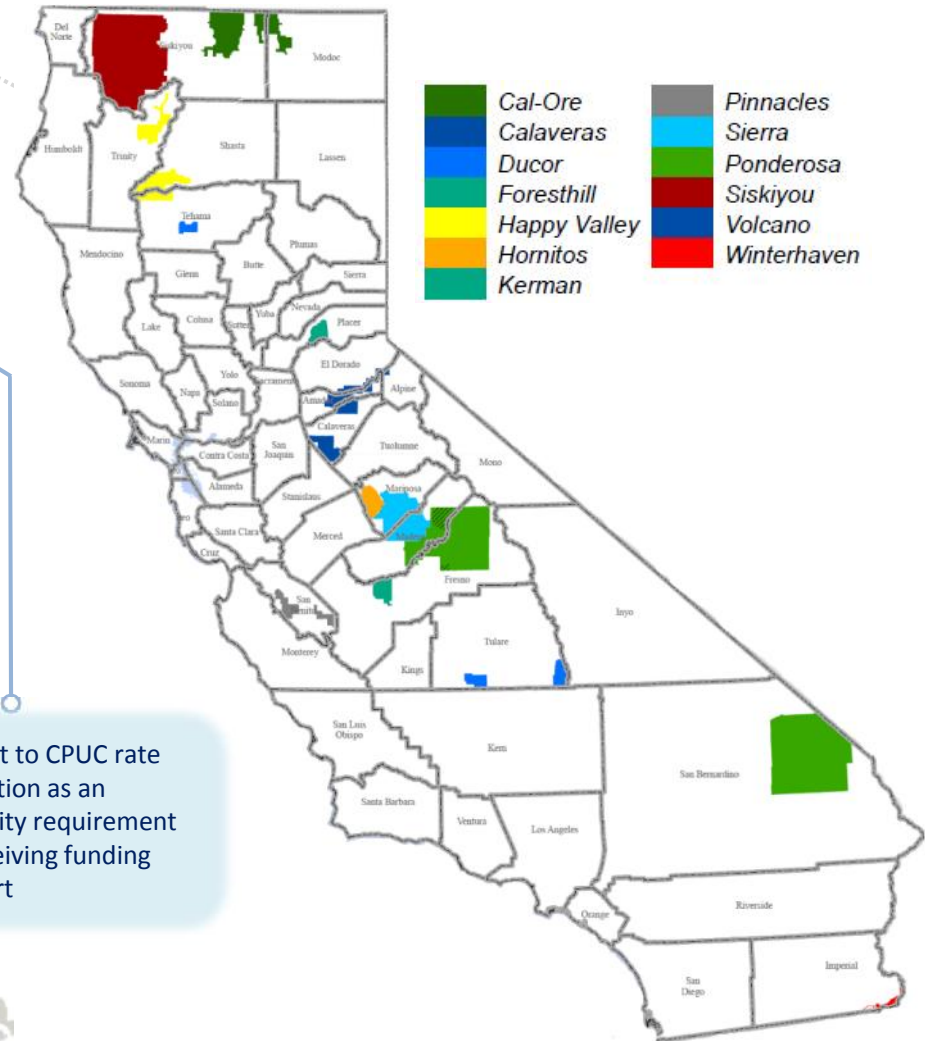 Del
Norte
Siskiyou
Modoc
Humboldt
Trinity
Shasta
Lassen
Tehama
Mendocino
Plumas
Glenn
Butte
Sierra
Lake
Colusa
Sutter
Yuba
Nevada
Placer
El Dorado
Sonoma
Napa
Yolo
Solano
Alpine
Calaveras
Marin
Contra Costa
San
Joaquin
Tuolumne
Mono
Alameda
Stanislaus
Mariposa
Santa Clara
Merced
Cruz
Fresno
San
Inyo
Monterey
Kings
Tulare
San Luis
Obispo
Kern
San Bernardino
Santa Barbara
Ventura
Los Angeles
Orange
Riverside
San
Diego
Imperial
Cal-Ore
Calaveras
Ducor
Foresthill
Happy Valley
Hornitos
Kerman
Pinnacles
Sierra
Ponderosa
Siskiyou
Volcano
Winterhaven
t to CPUC rate
tion as an
ity requirement
eiving funding
rt